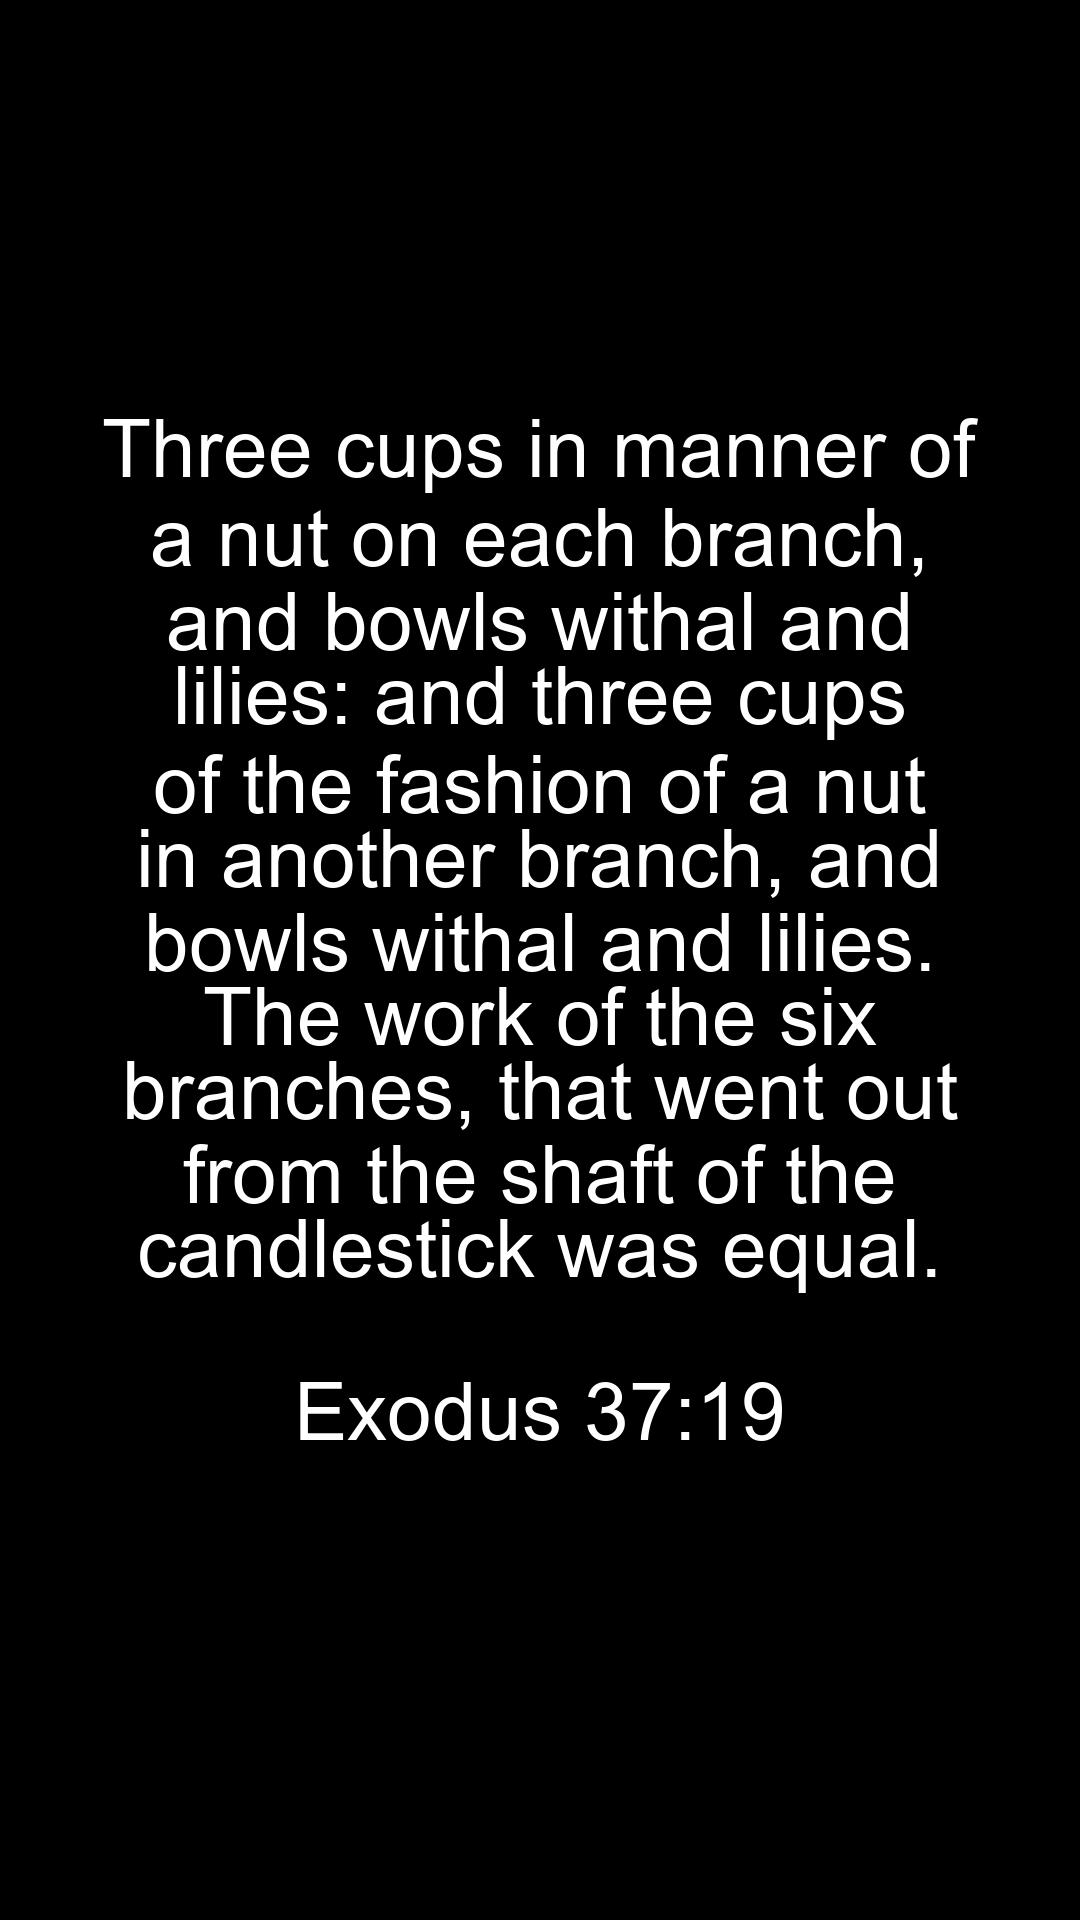 Three cups in manner of
a nut on each branch,
and bowls withal and
lilies: and three cups
of the fashion of a nut
in another branch, and
bowls withal and lilies.
The work of the six
branches, that went out
from the shaft of the
candlestick was equal.
Exodus 37:19